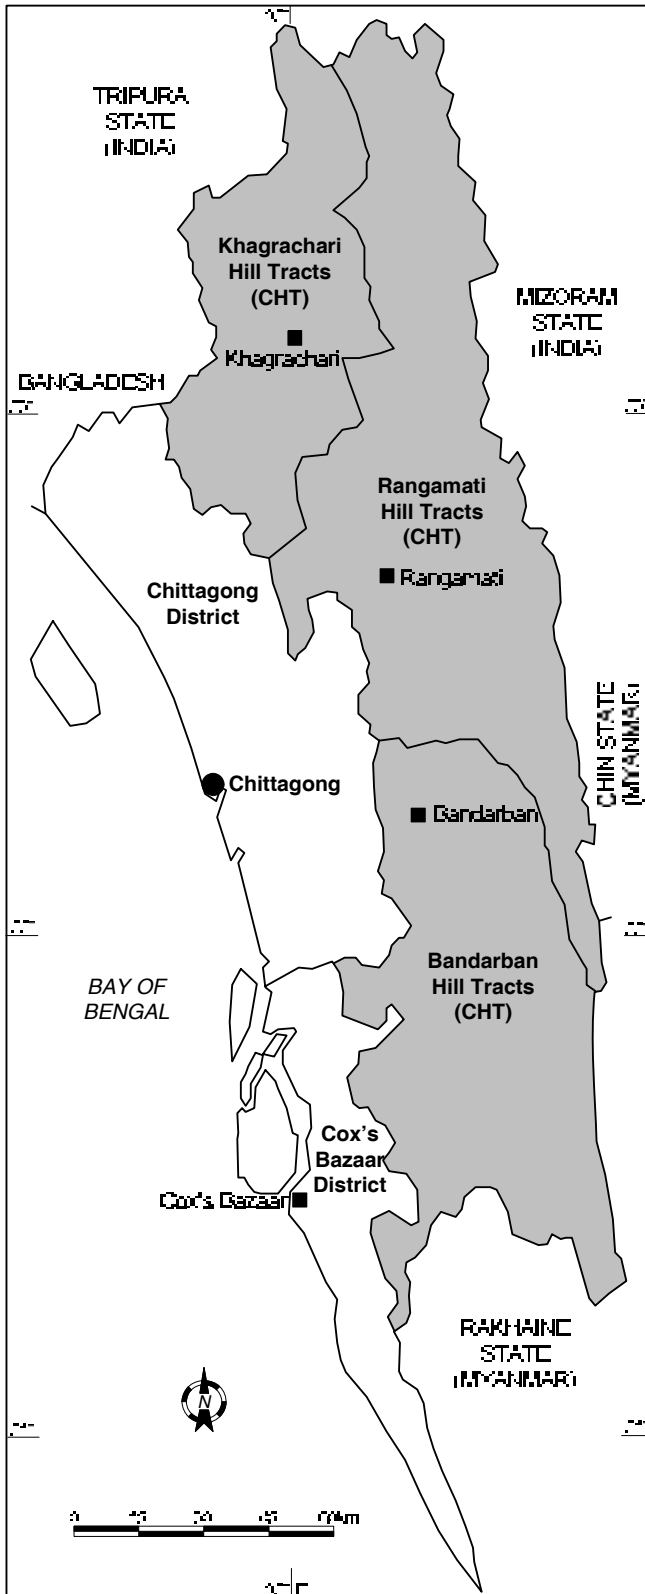 TRIPURA
STATE
(INDIA)
Khagrachari
Hill Tracts
(CHT)
MIZORAM
STATE
(INDIA)
Khagrachari
BANGLADESH
Rangamati
Hill Tracts
(CHT)
Rangamati
Chittagong
District
CHIN STATE
(MYANMAR)
Chittagong
Bandarban
BAY OF
BENGAL
Bandarban
Hill Tracts
(CHT)
Cox's
Bazaar
District
Cox's Bazaar
RAKHAINE
STATE
(MYANMAR)
N